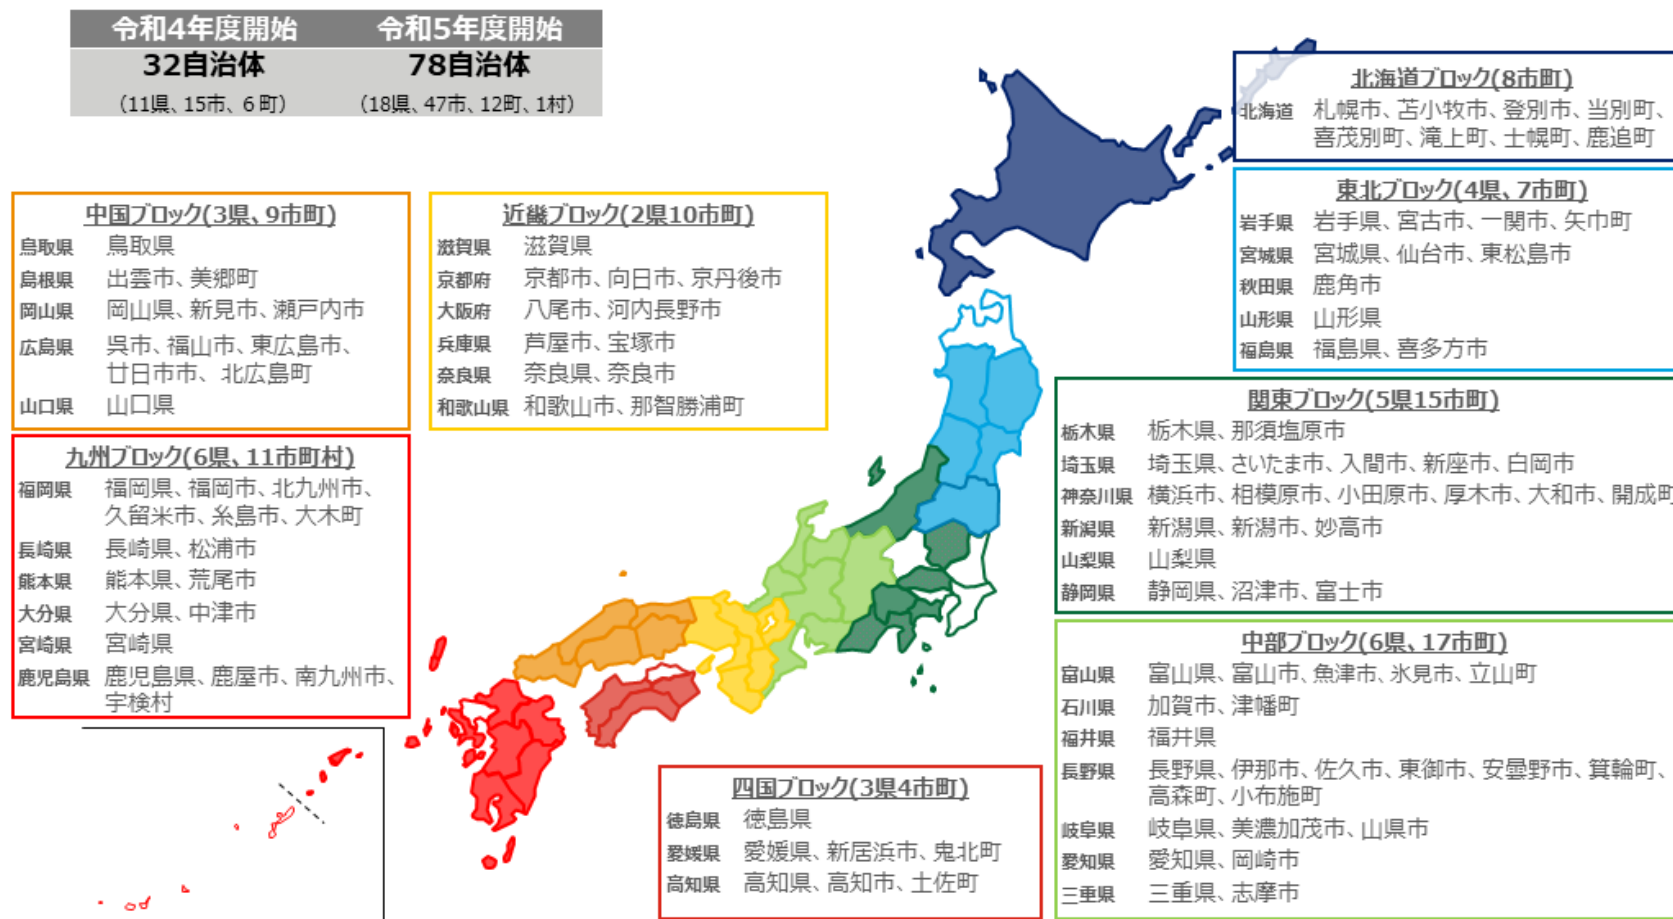 令和4年度開始 令和5年度開始
32自治体 78自治体
（11県、15市、6町） （18県、47市、12町、1村）
北海道ブロック(8市町)
北海道 札幌市、苫小牧市、登別市、当別町、
喜茂別町、滝上町、士幌町、鹿追町
東北ブロック(4県、7市町)
岩手県 岩手県、宮古市、一関市、矢巾町
宮城県 宮城県、仙台市、東松島市
秋田県 鹿角市
山形県 山形県
福島県 福島県、喜多方市
中国ブロック(3県、9市町)
鳥取県 鳥取県
島根県 出雲市、美郷町
岡山県 岡山県、新見市、瀬戸内市
広島県 呉市、福山市、東広島市、
廿日市市、北広島町
山口県 山口県
近畿ブロック(2県10市町)
滋賀県 滋賀県
京都府 京都市、向日市、京丹後市
大阪府 八尾市、河内長野市
兵庫県 芦屋市、宝塚市
奈良県 奈良県、奈良市
和歌山県 和歌山市、那智勝浦町
関東ブロック(5県15市町)
栃木県 栃木県、那須塩原市
埼玉県 埼玉県、さいたま市、入間市、新座市、白岡市
神奈川県 横浜市、相模原市、小田原市、厚木市、大和市、開成町
新潟県 新潟県、新潟市、妙高市
山梨県 山梨県
静岡県 静岡県、沼津市、富士市
九州ブロック(6県、11市町村)
福岡県 福岡県、福岡市、北九州市、
久留米市、糸島市、大木町
長崎県 長崎県、松浦市
熊本県 熊本県、荒尾市
大分県 大分県、中津市
宮崎県 宮崎県
鹿児島県 鹿児島県、鹿屋市、南九州市、
宇検村
中部ブロック(6県、17市町)
富山県 富山県、富山市、魚津市、氷見市、立山町
石川県 加賀市、津幡町
福井県 福井県
長野県 長野県、伊那市、佐久市、東御市、安曇野市、箕輪町、
高森町、小布施町
岐阜県 岐阜県、美濃加茂市、山県市
愛知県 愛知県、岡崎市
三重県 三重県、志摩市
四国ブロック(3県4市町)
徳島県 徳島県
愛媛県 愛媛県、新居浜市、鬼北町
高知県 高知県、高知市、土佐町